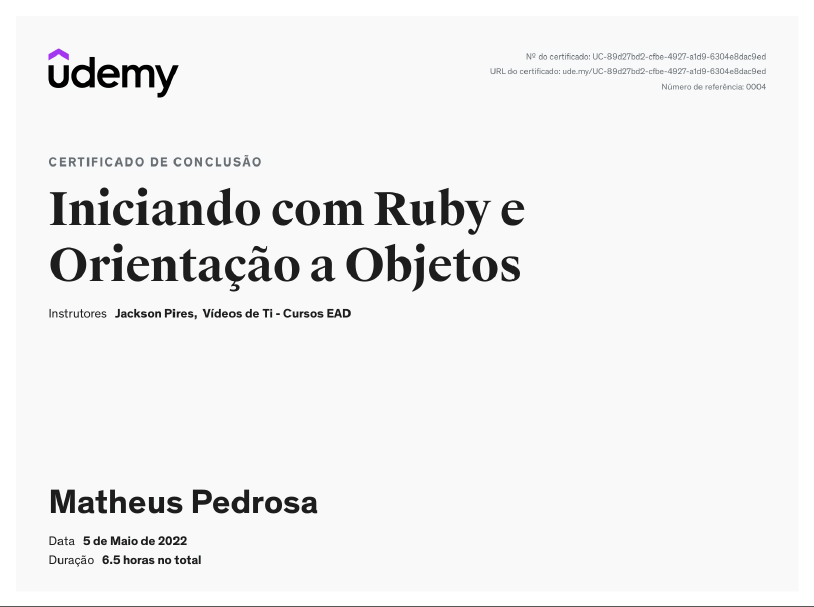 udemy
Nº do certificado: UC-89d27bd2-cfbe-4927-a1d9-6304e8dac9ed
URL do certificado: ude.my/UC-89d27bd2-cfbe-4927-a1d9-6304e8dac9ed
Número de referência: 0004
CERTIFICADO DE CONCLUSÃO
Iniciando com Ruby e
Orientação a Objetos
Instrutores Jackson Pires, Vídeos de Ti - Cursos EAD
Matheus Pedrosa
Data 5 de Maio de 2022
Duração 6.5 horas no total